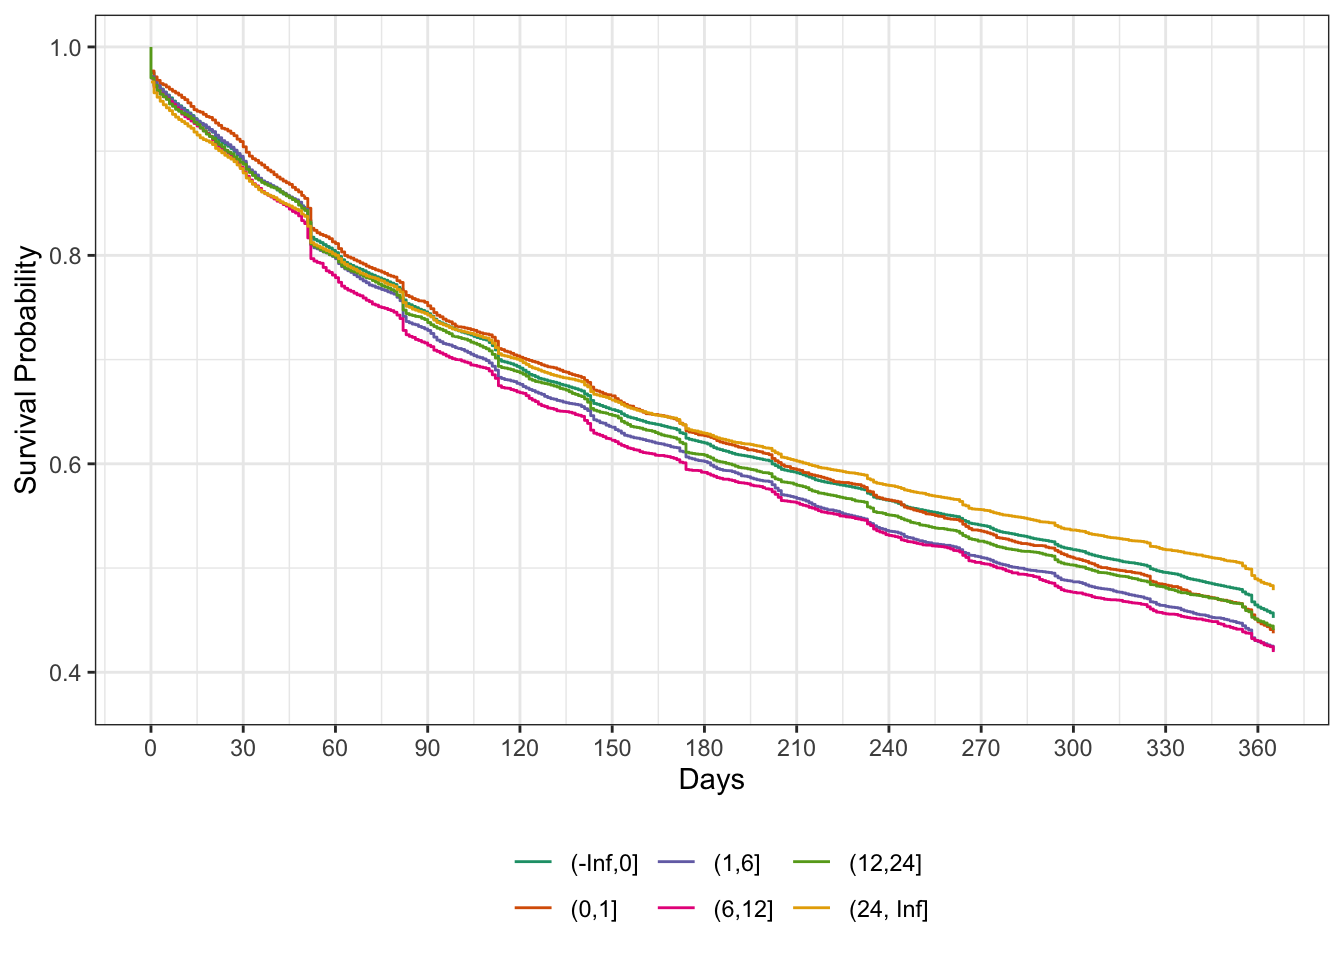 1.0
0.8
0.6
0.4
Survival Probability
0 30 60 90 120 150 180 210 240 270 300 330 360
Days
(-Inf,0] (1,6] (12,24]
(0,1] (6,12] (24, Inf]